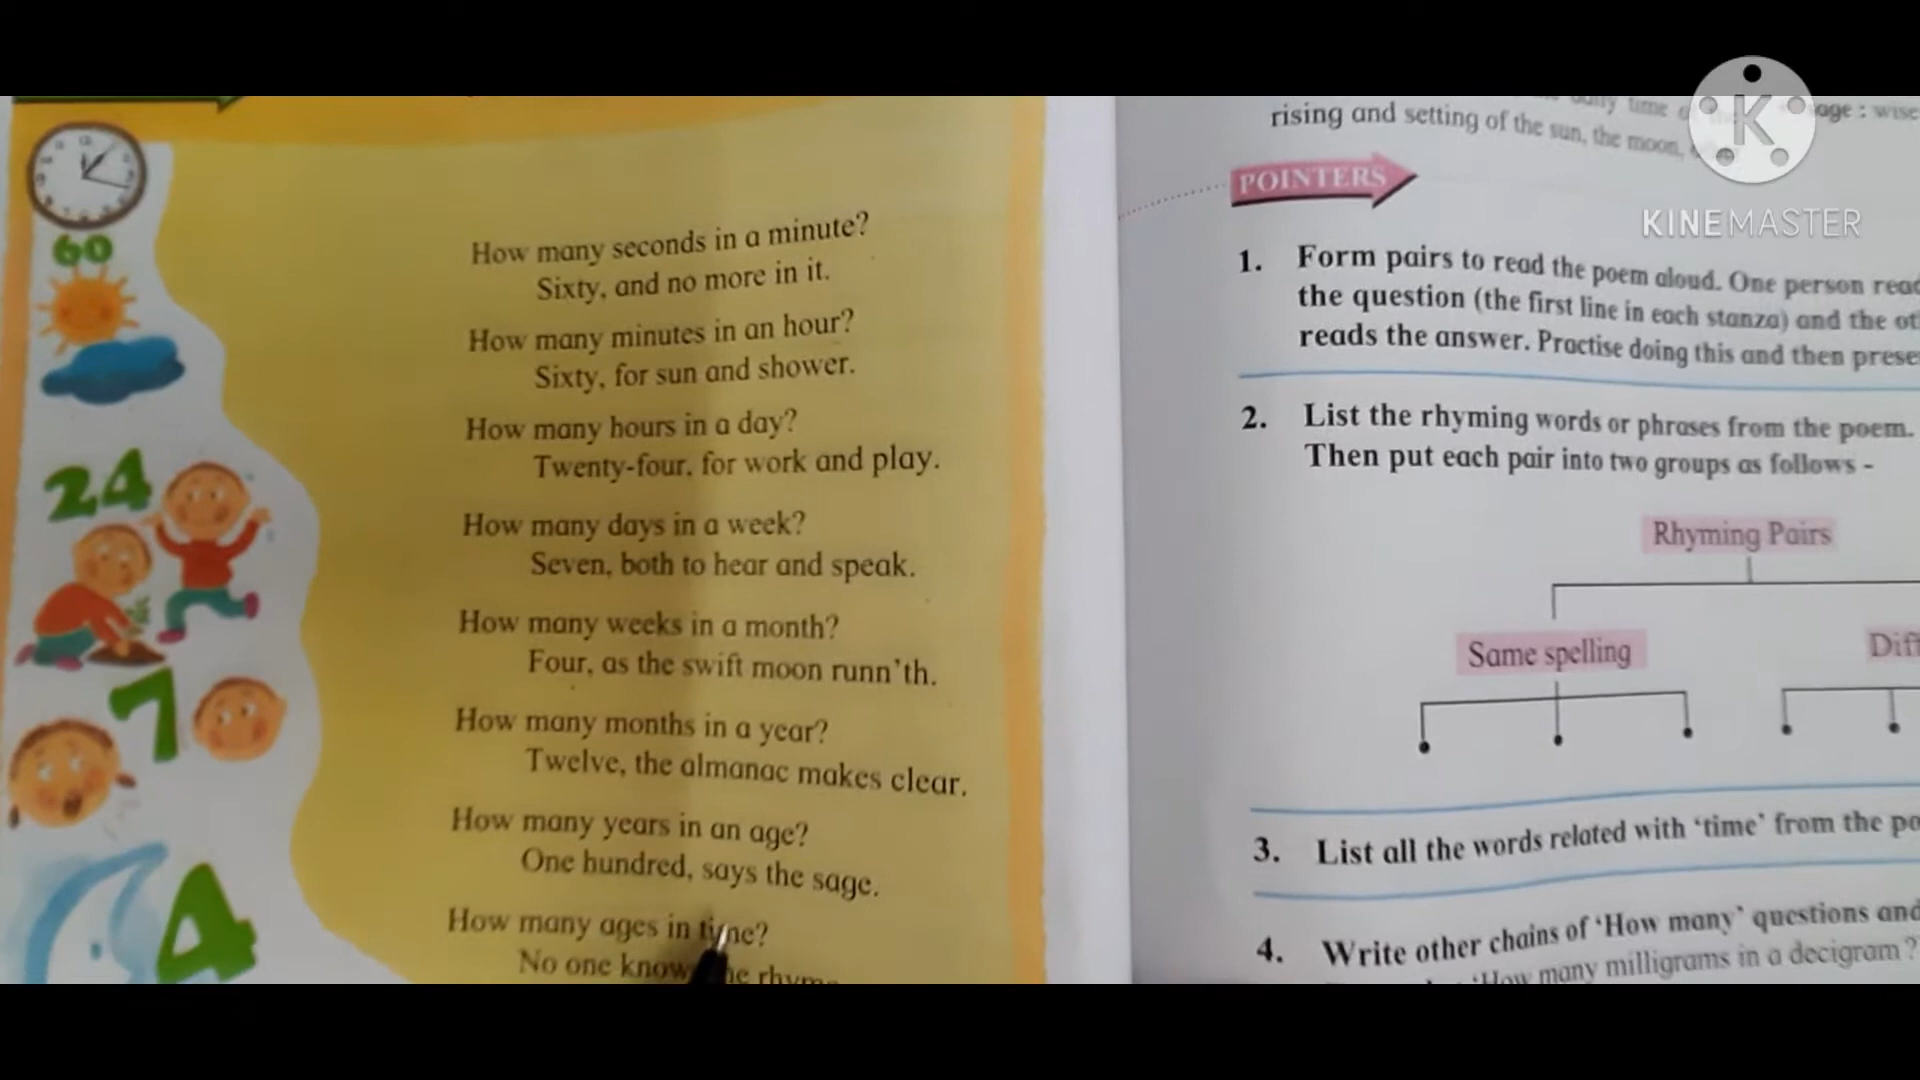 60
24
7
4
How many seconds in a minute?
Sixty, and no more in it.
How many minutes in an hour?
Sixty, for sun and shower.
How many hours in a day?
Twenty-four, for work and play.
How many days in a week?
Seven, both to hear and speak.
How many weeks in a month?
Four, as the swift moon runn'th.
How many months in a year?
Twelve, the almanac makes clear.
How many years in an age?
One hundred, says the sage.
How many ages in time?
No one knows the rhyme
time sage : wise
rising and setting of the sun, the moon,
K
KINEMASTER
POINTERS
1. Form pairs to read the poem aloud. One person
the question (the first line in each stanza) and the
reads the answer. Practise doing this and then
2. List the rhyming words or phrases from the poem.
Then put each pair into two groups as follows -
Rhyming Pairs
Same spelling
3. List all the words related with 'time' from the
4. Write other chains of 'How many' questions and
'How many milligrams in a decigram?